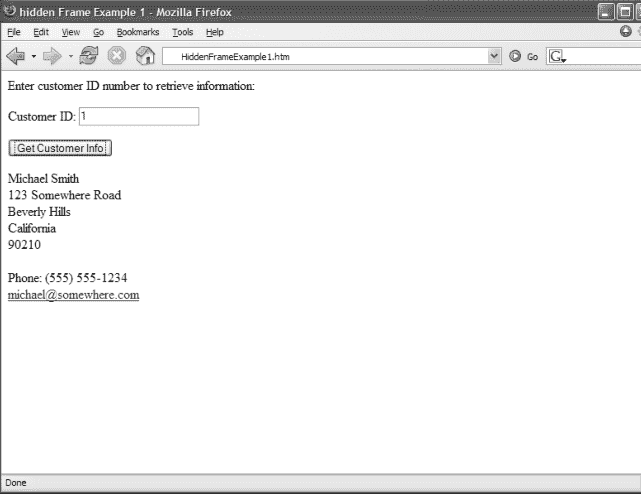 hidden Frame Example 1 - Mozilla Firefox
File Edit View Go Bookmarks Tools Help
HiddenFrameExample1.htm Go G
Enter customer ID number to retrieve information:
Customer ID: 1
Get Customer Info
Michael Smith
123 Somewhere Road
Beverly Hills
California
90210
Phone: (555) 555-1234
michael@somewhere.com
Done